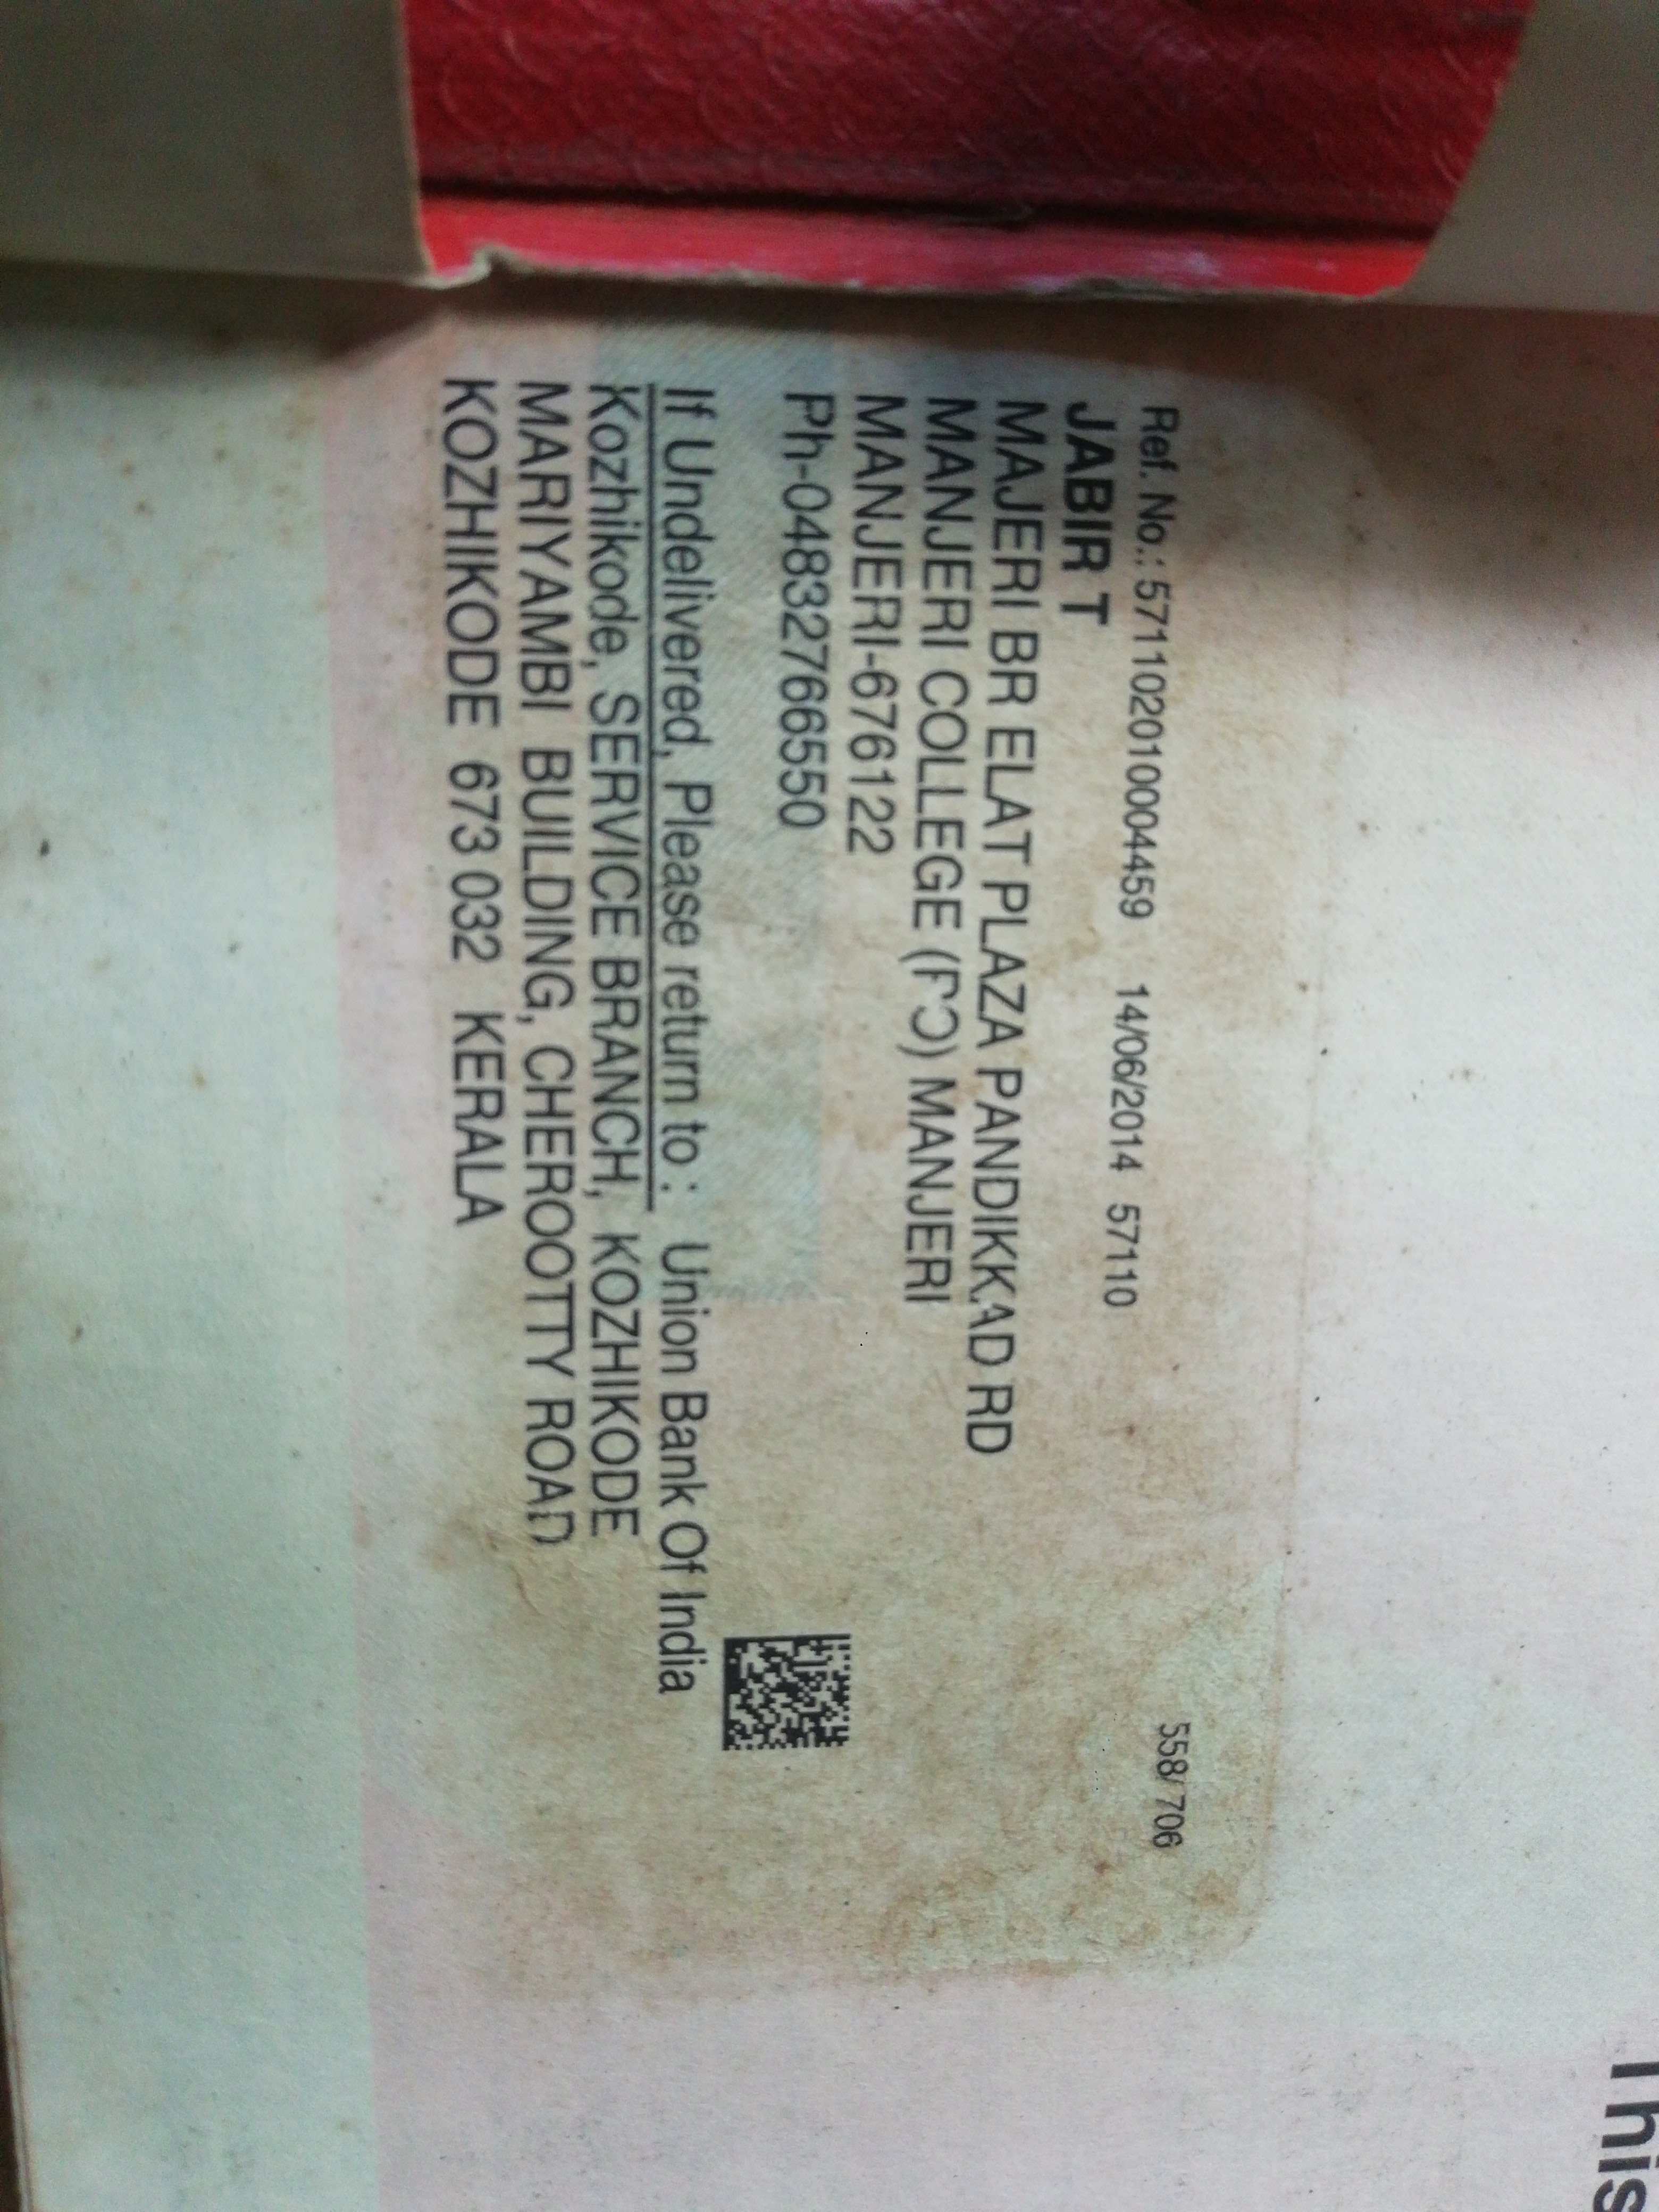 Ref. No.: 571102010004459 14/06/2014 57110 558/706
JABIR T
MAJERI BR ELAT PLAZA PANDIKKAD RD
MANJERI COLLEGE (PO) MANJERI
MANJERI-676122
Ph-04832766550
If Undelivered, Please return to : Union Bank Of India
Kozhikode, SERVICE BRANCH, KOZHIKODE
MARIYAMBI BUILDING, CHEROOTTY ROAD
KOZHIKODE 673 032 KERALA
This